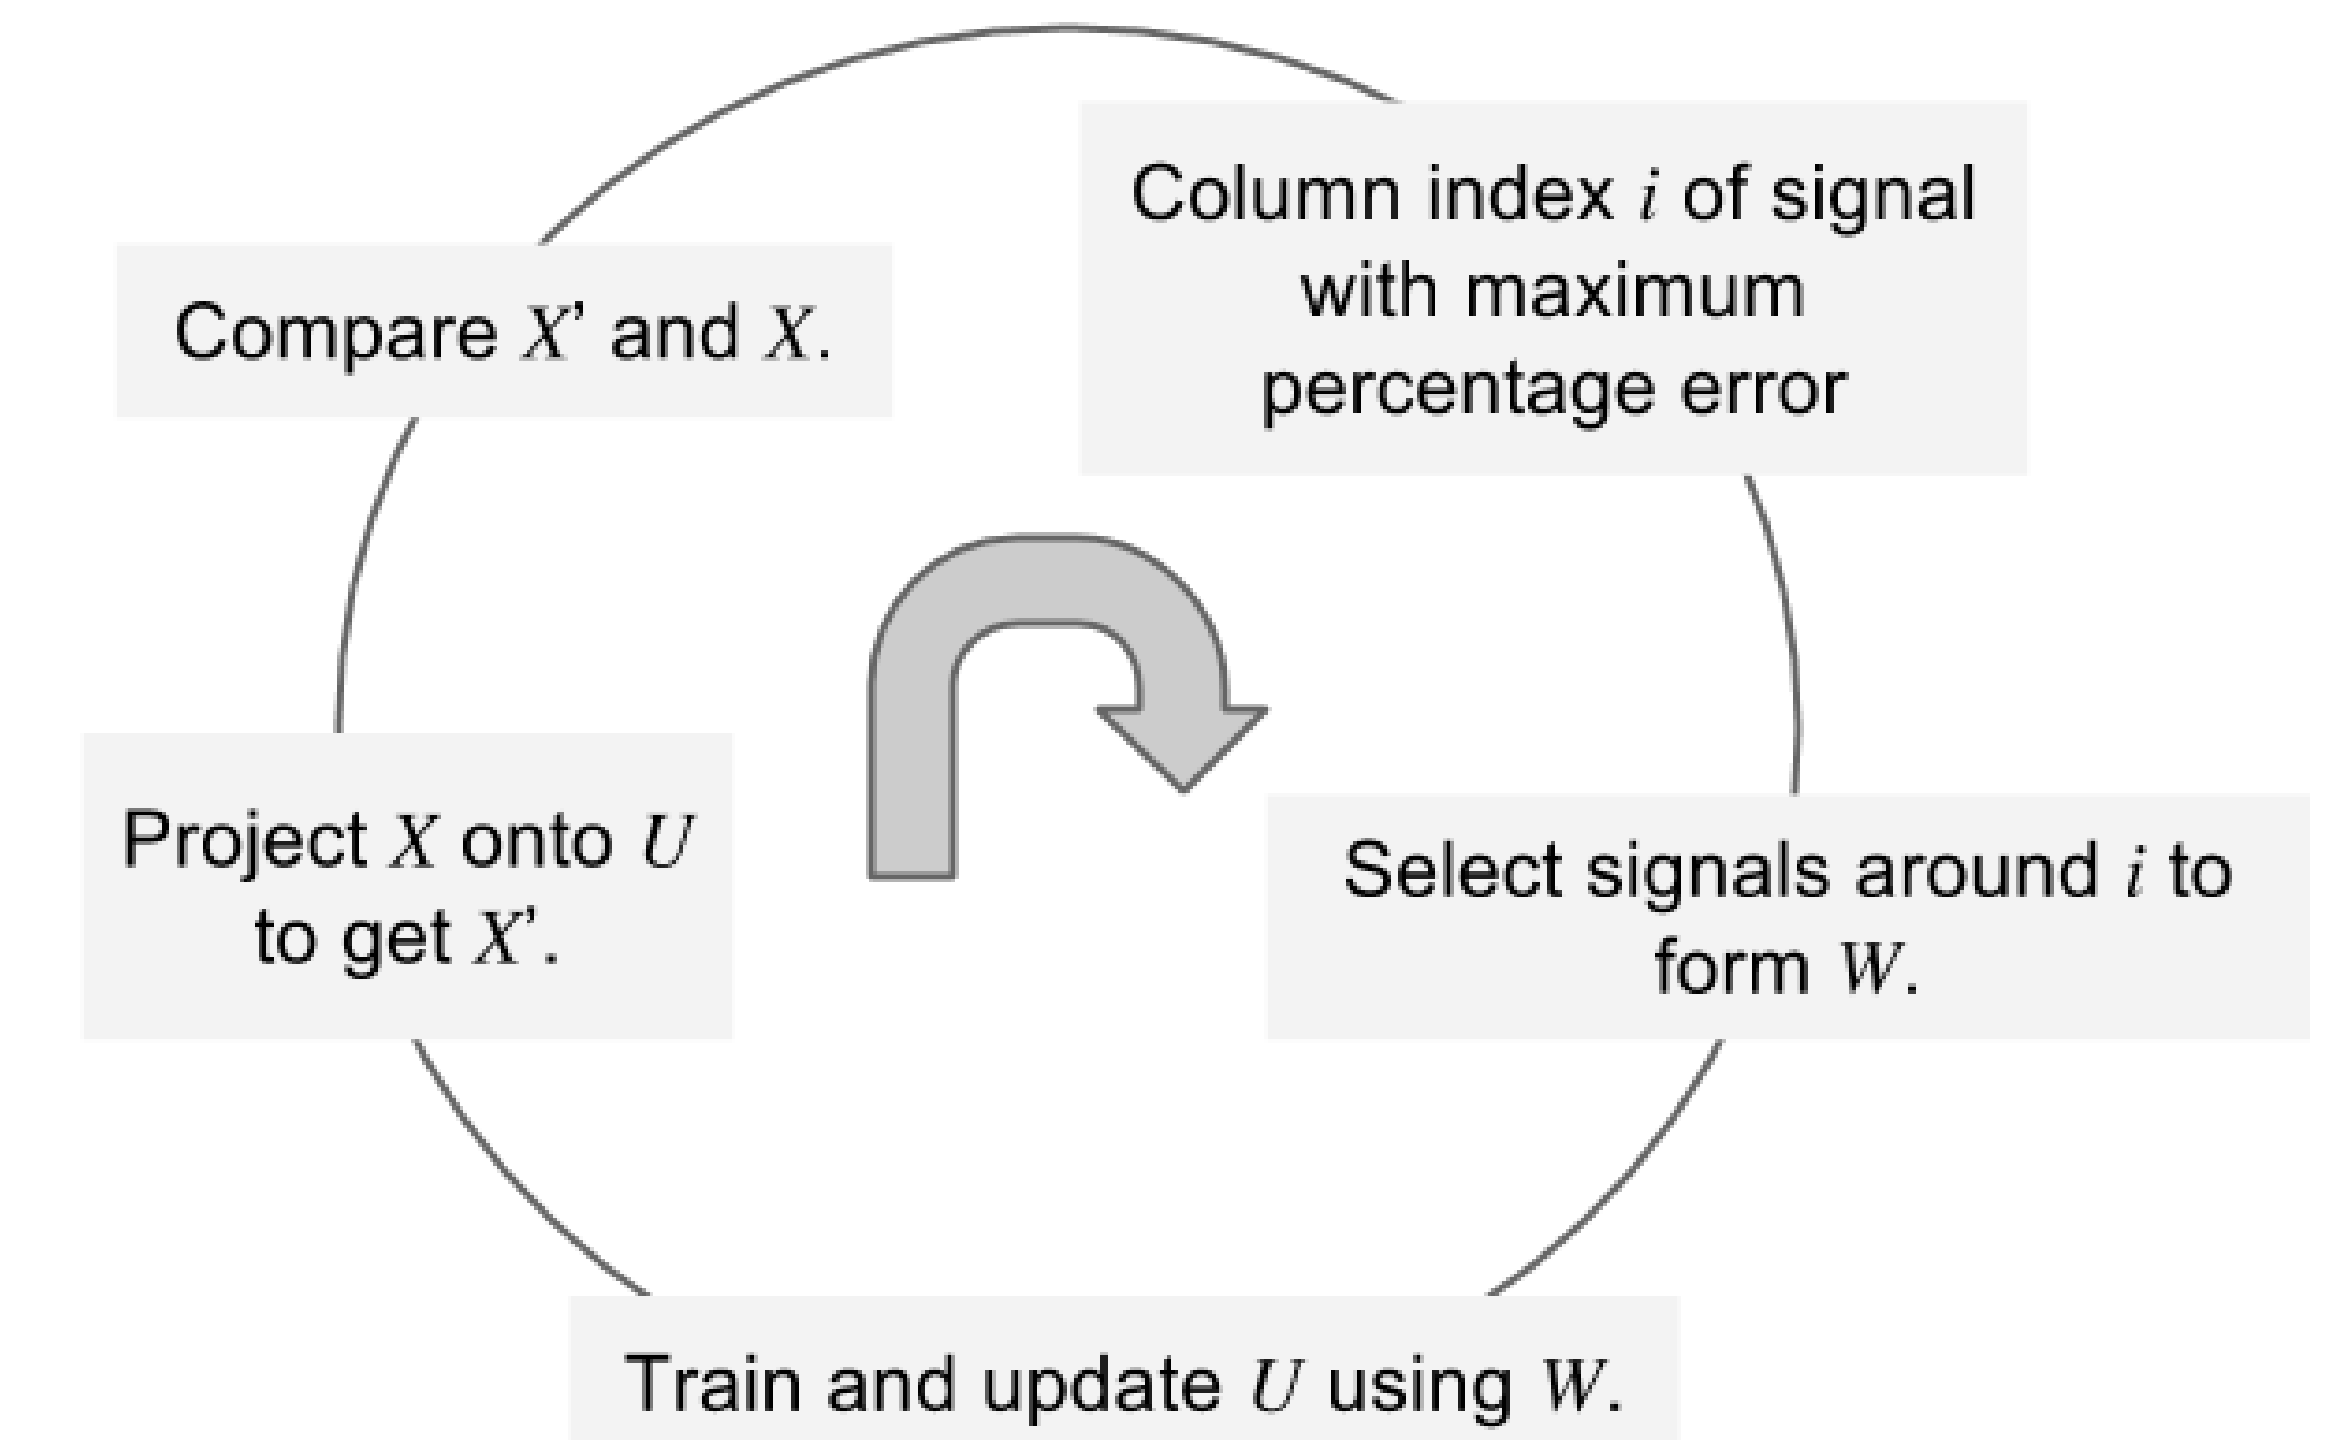 Column index i of signal
with maximum
percentage error
Compare X’ and X.
Project X onto U
to get X’.
Select signals around i to
form W.
Train and update U using W.